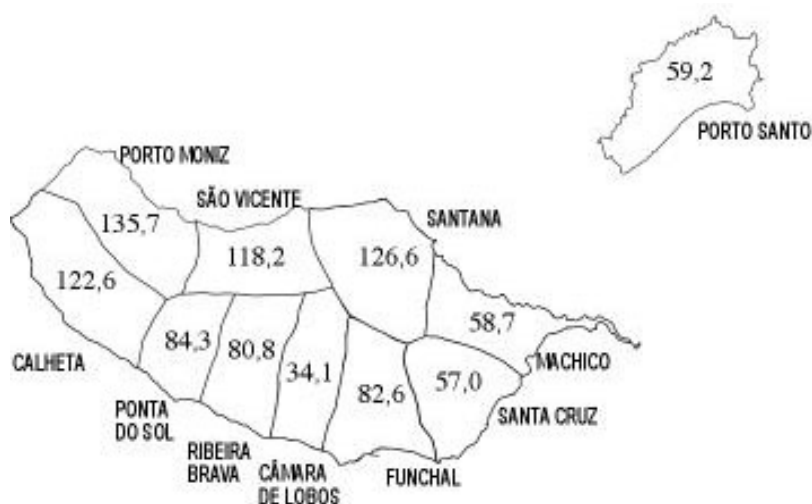 59,2
PORTO SANTO
PORTO MONIZ
SÃO VICENTE
SANTANA
135,7
118,2
126,6
122,6
58,7
84,3
80,8
34,1
82,6
57,0
CALHETA
MACHICO
PONTA
DO SOL
SANTA CRUZ
RIBEIRA
BRAVA
CÂMARA
DE LOBOS
FUNCHAL